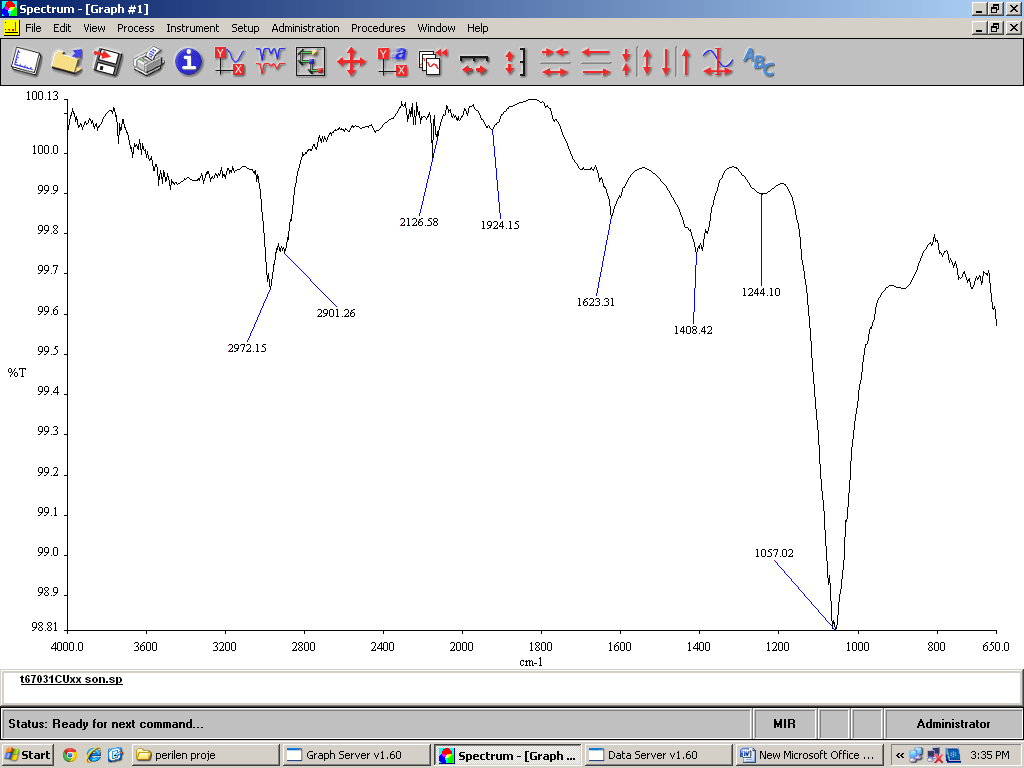 Spectrum - [Graph #1]
File Edit View Process Instrument Setup Administration Procedures Window Help
Y X
Y a X
ABC
100.13
100.0
99.9
99.8
99.7
99.6
99.5
%T
99.4
99.3
99.2
99.1
99.0
98.9
98.81
2126.58
1924.15
2901.26
2972.15
1623.31
1408.42
1244.10
1057.02
4000.0 3600 3200 2800 2400 2000 1800 1600 1400 1200 1000 800 650.0
cm-1
t67031CUxx son.sp
Status: Ready for next command...
MIR
Administrator
Start
perilen proje
Graph Server v1.60
Spectrum - [Graph ...
Data Server v1.60
New Microsoft Office ...
3:35 PM